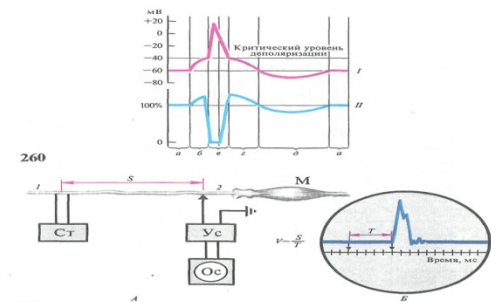 мВ
+20
0
−20
−40
−60
−80
Критический уровень
деполяризации
I
100%
II
0
а б в г д а
260
S
1 2 М
Ст Ус
Ос
V=S/T
T
Время, мс
А Б